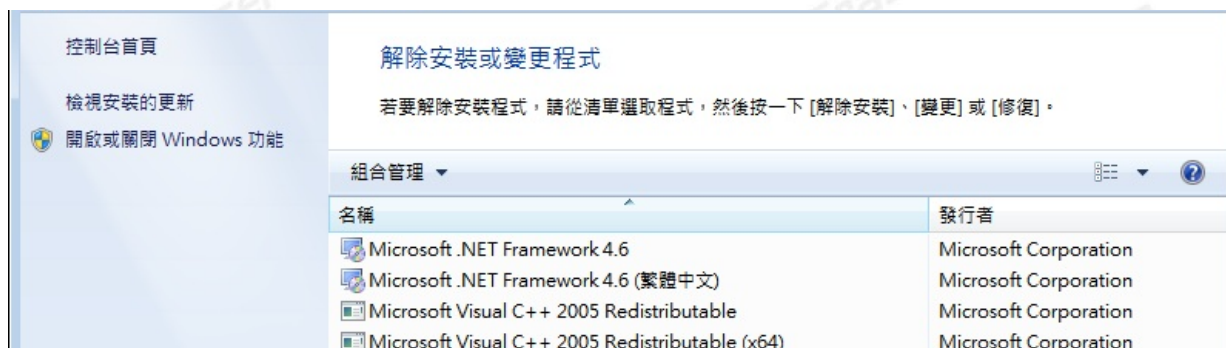 控制台首頁
檢視安裝的更新
開啟或關閉 Windows 功能
解除安裝或變更程式
若要解除安裝程式，請從清單選取程式，然後按一下 [解除安裝]、[變更] 或 [修復]。
組合管理
名稱 發行者
Microsoft .NET Framework 4.6 Microsoft Corporation
Microsoft .NET Framework 4.6 (繁體中文) Microsoft Corporation
Microsoft Visual C++ 2005 Redistributable Microsoft Corporation
Microsoft Visual C++ 2005 Redistributable (x64) Microsoft Corporation